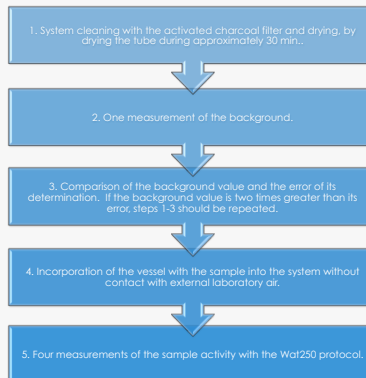 1. System cleaning with the activated charcoal filter and drying, by
drying the tube during approximately 30 min..
2. One measurement of the background.
3. Comparison of the background value and the error of its
determination. If the background value is two times greater than its
error, steps 1-3 should be repeated.
4. Incorporation of the vessel with the sample into the system without
contact with external laboratory air.
5. Four measurements of the sample activity with the Wat250 protocol.